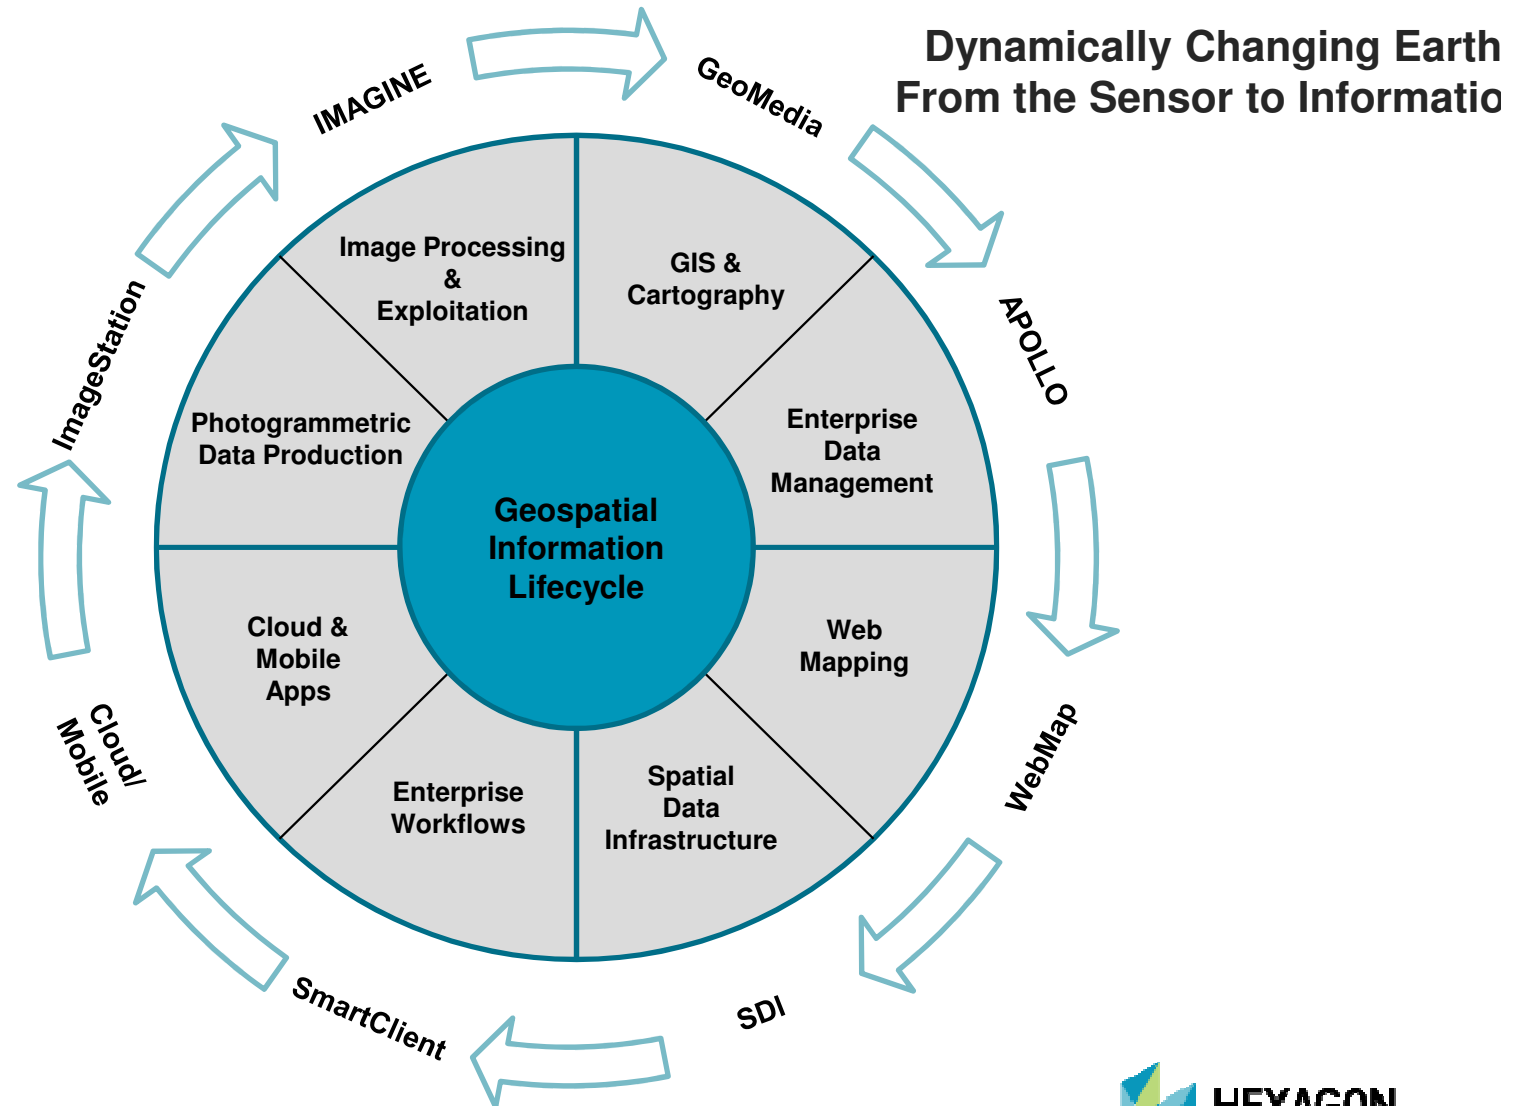 Dynamically Changing Earth
From the Sensor to Informatio
IMAGINE
GeoMedia
APOLLO
WebMap
SDI
SmartClient
Cloud/
Mobile
ImageStation
Image Processing
&
Exploitation
GIS &
Cartography
Enterprise
Data
Management
Web
Mapping
Spatial
Data
Infrastructure
Enterprise
Workflows
Cloud &
Mobile
Apps
Photogrammetric
Data Production
Geospatial
Information
Lifecycle
HEXAGON